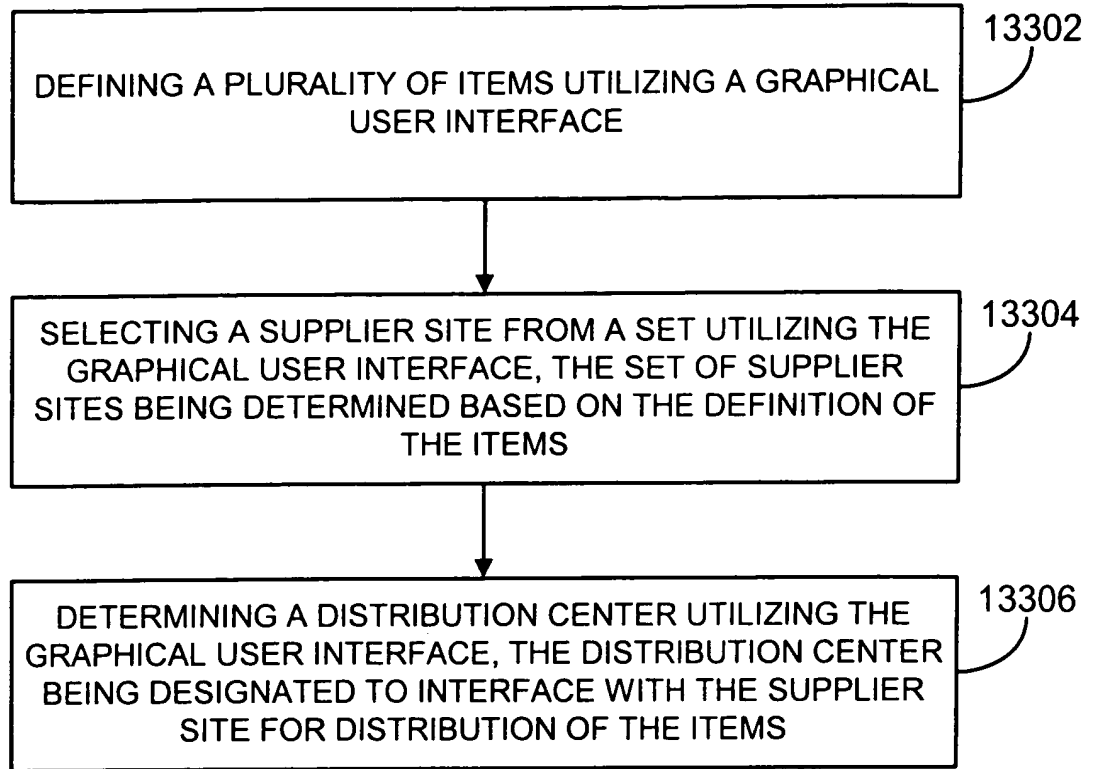 13302
DEFINING A PLURALITY OF ITEMS UTILIZING A GRAPHICAL
USER INTERFACE
13304
SELECTING A SUPPLIER SITE FROM A SET UTILIZING THE
GRAPHICAL USER INTERFACE, THE SET OF SUPPLIER
SITES BEING DETERMINED BASED ON THE DEFINITION OF
THE ITEMS
13306
DETERMINING A DISTRIBUTION CENTER UTILIZING THE
GRAPHICAL USER INTERFACE, THE DISTRIBUTION CENTER
BEING DESIGNATED TO INTERFACE WITH THE SUPPLIER
SITE FOR DISTRIBUTION OF THE ITEMS